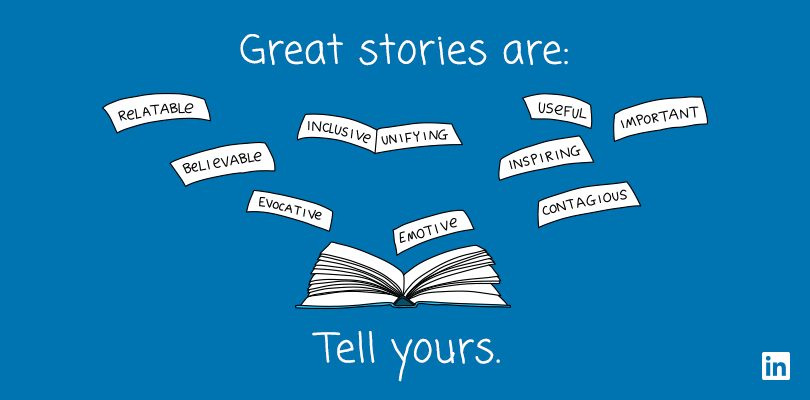 Great stories are:
RELATABLE
BELIEVABLE
EVOCATIVE
INCLUSIVE UNIFYING
EMOTIVE
USEFUL
IMPORTANT
INSPIRING
CONTAGIOUS
Tell yours.
in